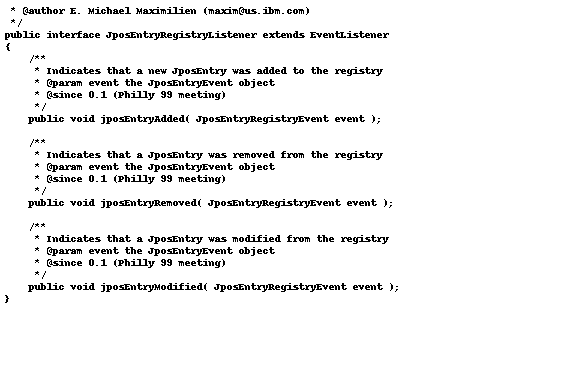 * @author E. Michael Maximilien (maxim@us.ibm.com)
*/
public interface JposEntryRegistryListener extends EventListener
{
/**
* Indicates that a new JposEntry was added to the registry
* @param event the JposEntryEvent object
* @since 0.1 (Philly 99 meeting)
*/
public void jposEntryAdded( JposEntryRegistryEvent event );
/**
* Indicates that a JposEntry was removed from the registry
* @param event the JposEntryEvent object
* @since 0.1 (Philly 99 meeting)
*/
public void jposEntryRemoved( JposEntryRegistryEvent event );
/**
* Indicates that a JposEntry was modified from the registry
* @param event the JposEntryEvent object
* @since 0.1 (Philly 99 meeting)
*/
public void jposEntryModified( JposEntryRegistryEvent event );
}